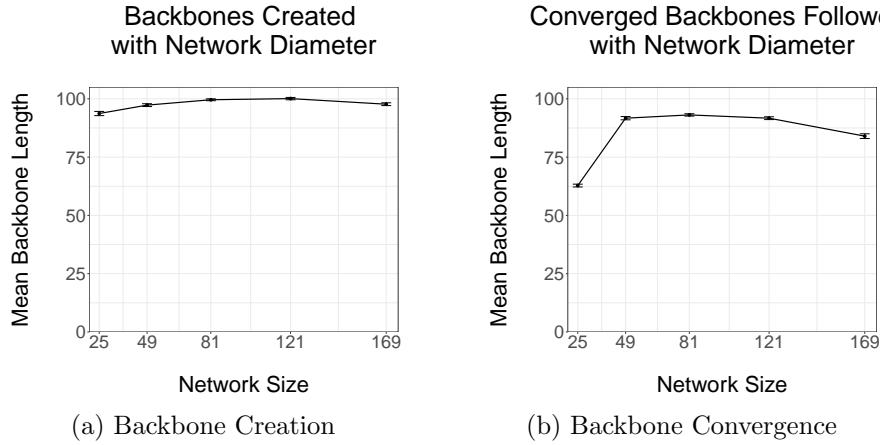 Backbones Created
with Network Diameter
Mean Backbone Length
100
75
50
25
0
25 49 81 121 169
Network Size
(a) Backbone Creation
Converged Backbones Followe
with Network Diameter
Mean Backbone Length
100
75
50
25
0
25 49 81 121 169
Network Size
(b) Backbone Convergence